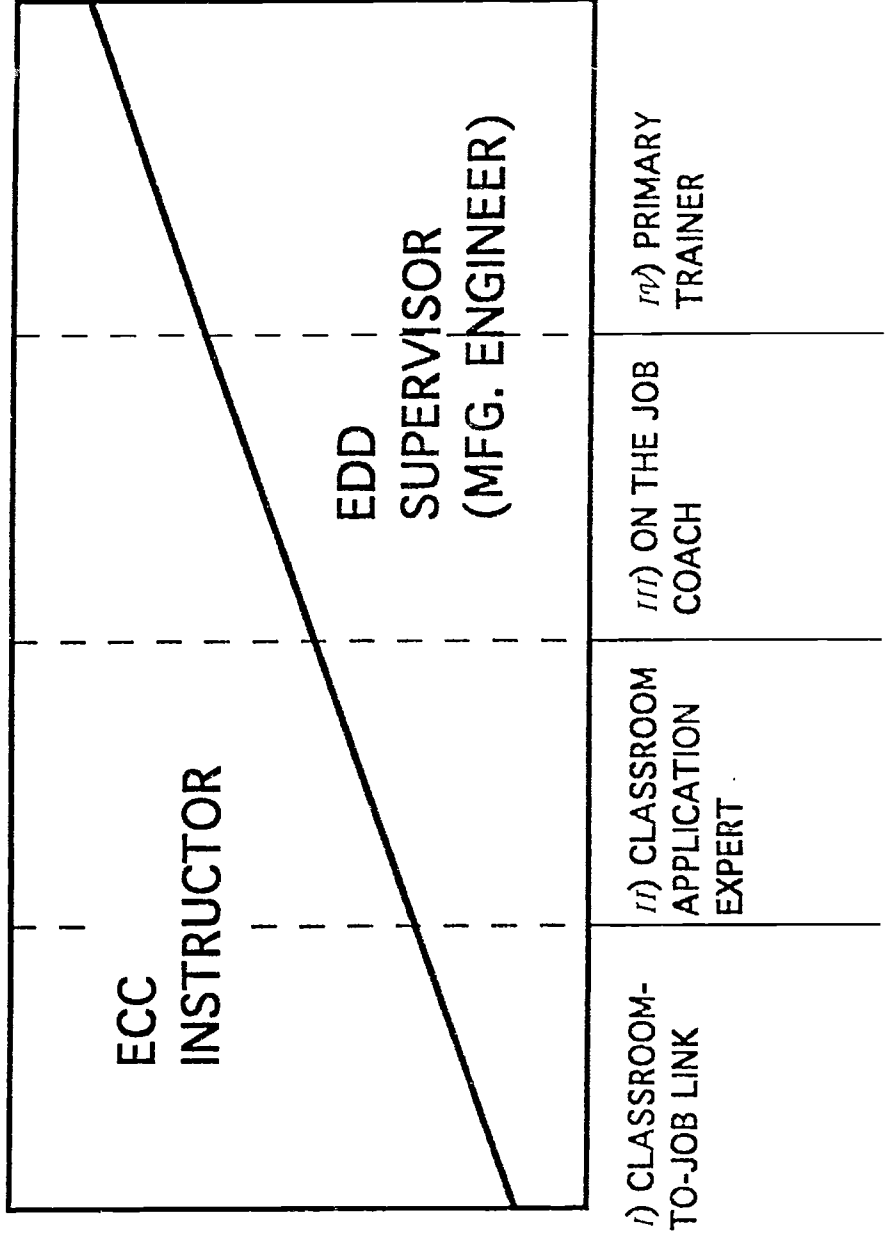 ECC
INSTRUCTOR
EDD
SUPERVISOR
(MFG. ENGINEER)
I) CLASSROOM-
TO-JOB LINK
II) CLASSROOM
APPLICATION
EXPERT
III) ON THE JOB
COACH
IV) PRIMARY
TRAINER